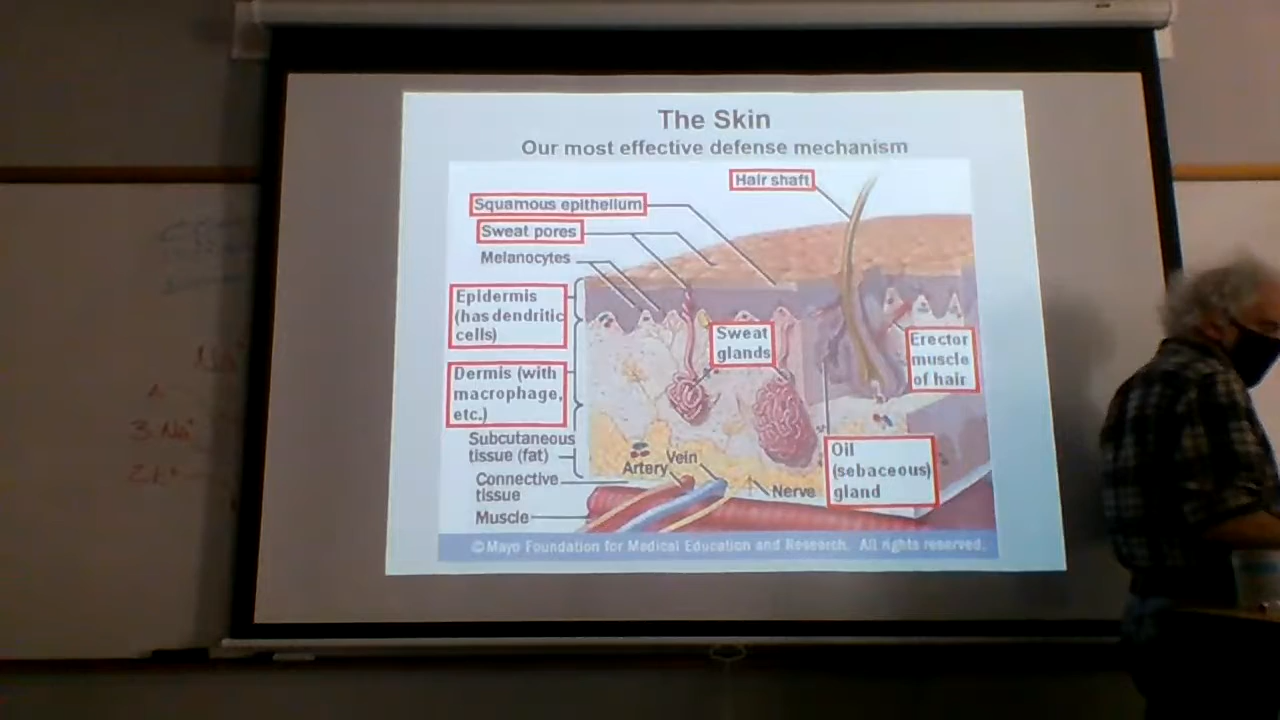 The Skin
Our most effective defense mechanism
Hair shaft
Squamous epithelium
Sweat pores
Melanocytes
Epidermis
(has dendritic
cells)
Sweat
glands
Erector
muscle
of hair
Dermis (with
macrophage,
etc.)
Subcutaneous
tissue (fat)
Artery
Vein
Oil
(sebaceous)
gland
Connective
tissue
Nerve
Muscle
© Mayo Foundation for Medical Education and Research. All rights reserved.
3 Na+